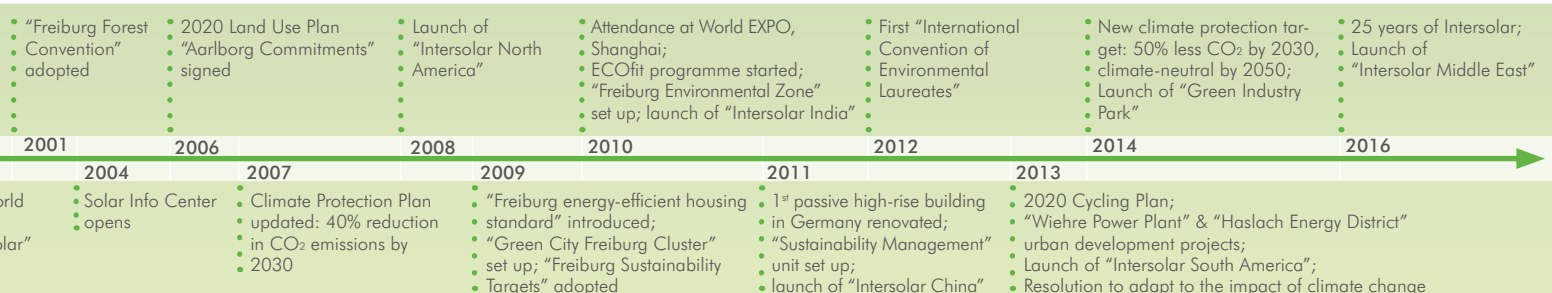 "Freiburg Forest
Convention"
adopted
2020 Land Use Plan
"Aarlborg Commitments"
signed
Launch of
"Intersolar North
America"
Attendance at World EXPO,
Shanghai;
ECOfit programme started;
"Freiburg Environmental Zone"
set up; launch of "Intersolar India"
First "International
Convention of
Environmental
Laureates"
New climate protection tar-
get: 50% less CO2 by 2030,
climate-neutral by 2050;
Launch of "Green Industry
Park"
25 years of Intersolar;
Launch of
"Intersolar Middle East"
2001
2006
2008
2010
2012
2014
2016
2004
2007
2009
2011
2013
Solar Info Center
opens
Climate Protection Plan
updated: 40% reduction
in CO2 emissions by
2030
"Freiburg energy-efficient housing
standard" introduced;
"Green City Freiburg Cluster"
set up; "Freiburg Sustainability
Targets" adopted
1st passive high-rise building
in Germany renovated;
"Sustainability Management"
unit set up;
launch of "Intersolar China"
2020 Cycling Plan;
"Wiehre Power Plant" & "Haslach Energy District"
urban development projects;
Launch of "Intersolar South America";
Resolution to adapt to the impact of climate change